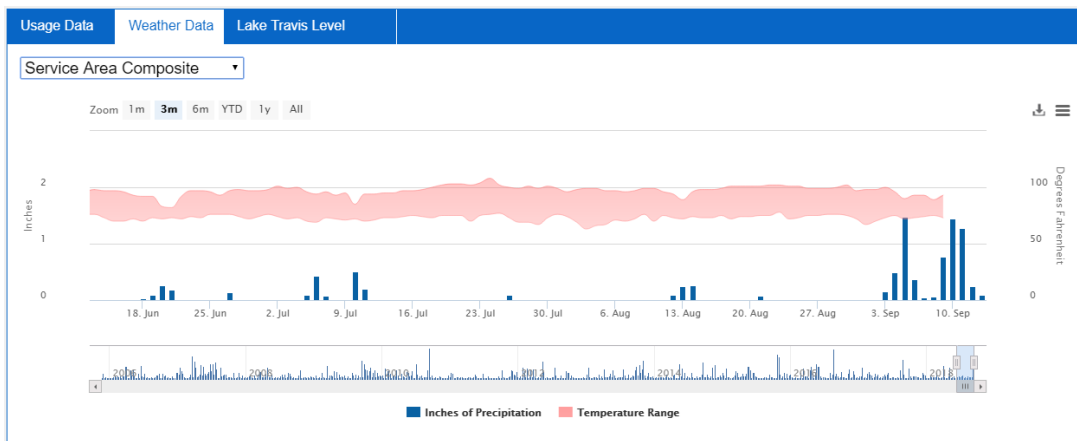 Usage Data Weather Data Lake Travis Level
Service Area Composite
Zoom 1m 3m 6m YTD 1y All
Inches
2
1
0
Degrees Fahrenheit
100
50
0
18. Jun 25. Jun 2. Jul 9. Jul 16. Jul 23. Jul 30. Jul 6. Aug 13. Aug 20. Aug 27. Aug 3. Sep 10. Sep
2006 2008 2010 2012 2014 2016 2018
Inches of Precipitation Temperature Range